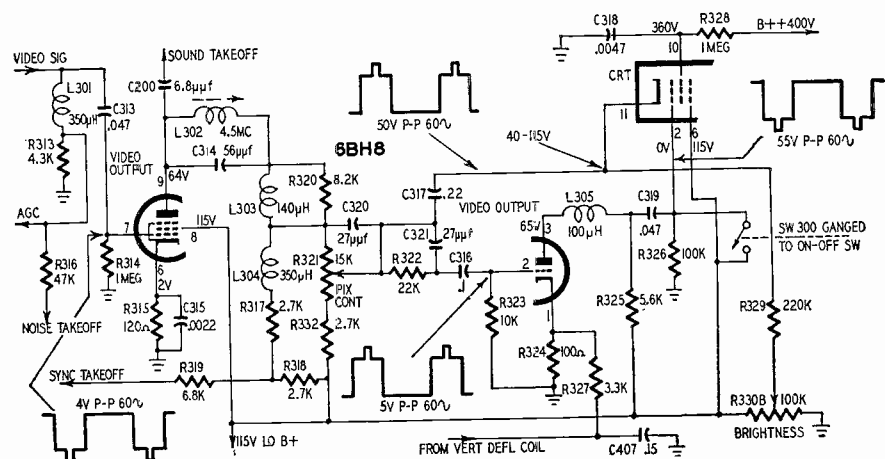 VIDEO SIG
L301
350µH
C313
.047
R313
4.3K
AGC
R316
47K
NOISE TAKEOFF
R314
1 MEG
SOUND TAKEOFF
C200
6.8µµf
L302
4.5MC
C314
56µµf
VIDEO
OUTPUT
9
64V
7
115V
8
6
2V
R315
120Ω
C315
.0022
L303
140µH
R320
8.2K
L304
350µH
R321
15K
PIX
CONT
R317
2.7K
R332
2.7K
R318
2.7K
R319
6.8K
SYNC TAKEOFF
4V P-P 60∿
115V LO B+
6BH8
50V P-P 60∿
C320
27µµf
C317
.22
C321
27µµf
R322
22K
C316
.1
VIDEO OUTPUT
65V
3
2
1
R323
10K
R324
100Ω
R327
3.3K
5V P-P 60∿
L305
100µH
R325
5.6K
C319
.047
R326
100K
C318
.0047
360V
R328
1 MEG
B++400V
10
CRT
11
40-115V
2
6
0V
115V
55V P-P 60∿
SW 300 GANGED
TO ON-OFF SW
R329
220K
R330B
100K
BRIGHTNESS
FROM VERT DEFL COIL
C407
.15